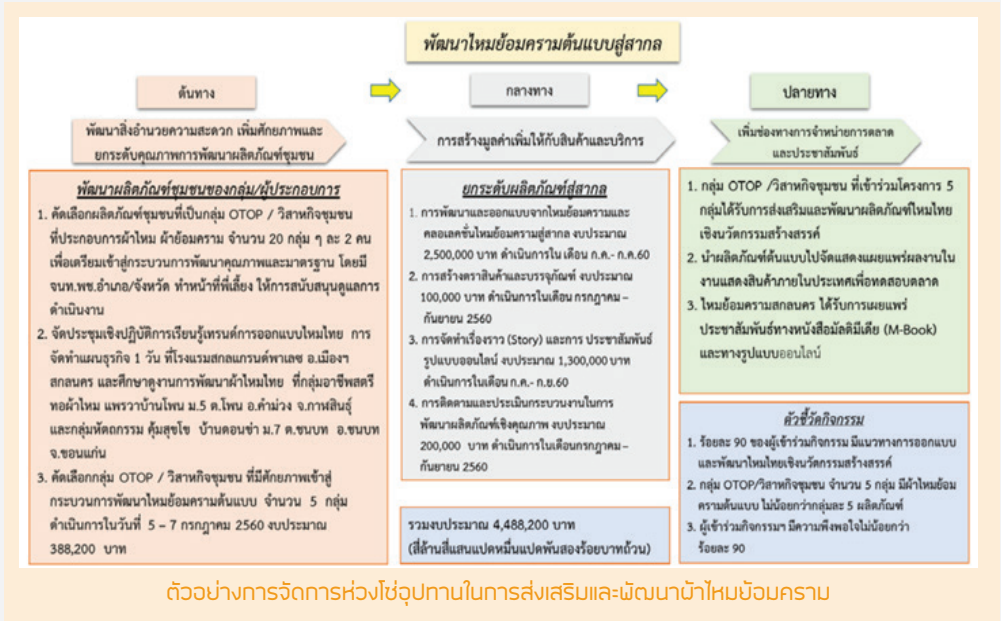 พัฒนาไหมย้อมครามต้นแบบสู่สากล
ต้นทาง
พัฒนาสิ่งอำนวยความสะดวก เพิ่มศักยภาพและ
ยกระดับคุณภาพการพัฒนาผลิตภัณฑ์ชุมชน
พัฒนาผลิตภัณฑ์ชุมชนของกลุ่ม/ผู้ประกอบการ
1. คัดเลือกผลิตภัณฑ์ชุมชนที่เป็นกลุ่ม OTOP / วิสาหกิจชุมชน
ที่ประกอบการผ้าไหม ผ้าย้อมคราม จำนวน 20 กลุ่ม ๆ ละ 2 คน
เพื่อเตรียมเข้าสู่กระบวนการพัฒนาคุณภาพและมาตรฐาน โดยมี
จนท.พช.อำเภอ/จังหวัด ทำหน้าที่พี่เลี้ยง ให้การสนับสนุนดูแลการ
ดำเนินงาน
2. จัดประชุมเชิงปฏิบัติการเรียนรู้เทรนด์การออกแบบไหมไทย การ
จัดทำแผนธุรกิจ 1 วัน ที่โรงแรมสกลแกรนด์พาเลซ อ.เมืองฯ
สกลนคร และศึกษาดูงานการพัฒนาผ้าไหมไทย ที่กลุ่มอาชีพสตรี
ทอผ้าไหม แพรวาบ้านโพน ม.5 ต.โพน อ.คำม่วง จ.กาฬสินธุ์
และกลุ่มหัตถกรรม คุ้มสุขโข บ้านดอนข่า ม.7 ต.ชนบท อ.ชนบท
จ.ขอนแก่น
3. คัดเลือกกลุ่ม OTOP / วิสาหกิจชุมชน ที่มีศักยภาพเข้าสู่
กระบวนการพัฒนาไหมย้อมครามต้นแบบ จำนวน 5 กลุ่ม
ดำเนินการในวันที่ 5 – 7 กรกฎาคม 2560 งบประมาณ
388,200 บาท
กลางทาง
การสร้างมูลค่าเพิ่มให้กับสินค้าและบริการ
ยกระดับผลิตภัณฑ์สู่สากล
1. การพัฒนาและออกแบบจากไหมย้อมครามและ
คลอเลคชั่นไหมย้อมครามสู่สากล งบประมาณ
2,500,000 บาท ดำเนินการใน เดือน ก.ค.- ก.ค.60
2. การสร้างตราสินค้าและบรรจุภัณฑ์ งบประมาณ
100,000 บาท ดำเนินการในเดือน กรกฎาคม –
กันยายน 2560
3. การจัดทำเรื่องราว (Story) และการ ประชาสัมพันธ์
รูปแบบออนไลน์ งบประมาณ 1,300,000 บาท
ดำเนินการในเดือน ก.ค.- ก.ย.60
4. การติดตามและประเมินกระบวนงานในการ
พัฒนาผลิตภัณฑ์เชิงคุณภาพ งบประมาณ
200,000 บาท ดำเนินการในเดือนกรกฎาคม –
กันยายน 2560
รวมงบประมาณ 4,488,200 บาท
(สี่ล้านสี่แสนแปดหมื่นแปดพันสองร้อยบาทถ้วน)
ปลายทาง
เพิ่มช่องทางการจำหน่ายการตลาด
และประชาสัมพันธ์
1. กลุ่ม OTOP /วิสาหกิจชุมชน ที่เข้าร่วมโครงการ 5
กลุ่มได้รับการส่งเสริมและพัฒนาผลิตภัณฑ์ไหมไทย
เชิงนวัตกรรมสร้างสรรค์
2. นำผลิตภัณฑ์ต้นแบบไปจัดแสดงเผยแพร่ผลงานใน
งานแสดงสินค้าภายในประเทศเพื่อทดสอบตลาด
3. ไหมย้อมครามสกลนคร ได้รับการเผยแพร่
ประชาสัมพันธ์ทางหนังสือมัลติมีเดีย (M-Book)
และทางรูปแบบออนไลน์
ตัวชี้วัดกิจกรรม
1. ร้อยละ 90 ของผู้เข้าร่วมกิจกรรม มีแนวทางการออกแบบ
และพัฒนาไหมไทยเชิงนวัตกรรมสร้างสรรค์
2. กลุ่ม OTOP/วิสาหกิจชุมชน จำนวน 5 กลุ่ม มีผ้าไหมย้อม
ครามต้นแบบ ไม่น้อยกว่ากลุ่มละ 5 ผลิตภัณฑ์
3. ผู้เข้าร่วมกิจกรรมฯ มีความพึงพอใจไม่น้อยกว่า
ร้อยละ 90
ตัวอย่างการจัดการห่วงโซ่อุปทานในการส่งเสริมและพัฒนาผ้าไหมย้อมคราม